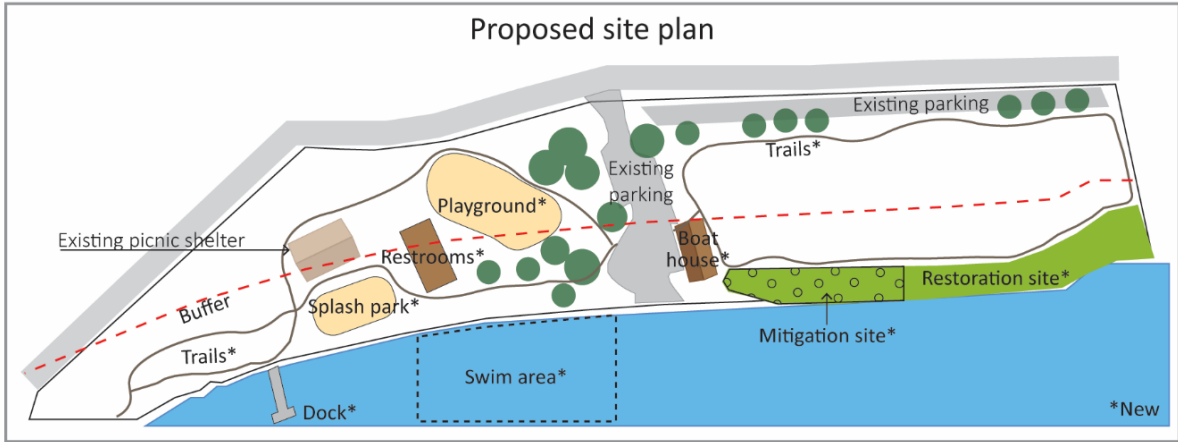 Proposed site plan
Existing parking
Trails*
Existing
parking
Playground*
Existing picnic shelter
Restrooms*
Boat
house*
Buffer
Splash park*
Restoration site*
Mitigation site*
Trails*
Swim area*
Dock*
*New